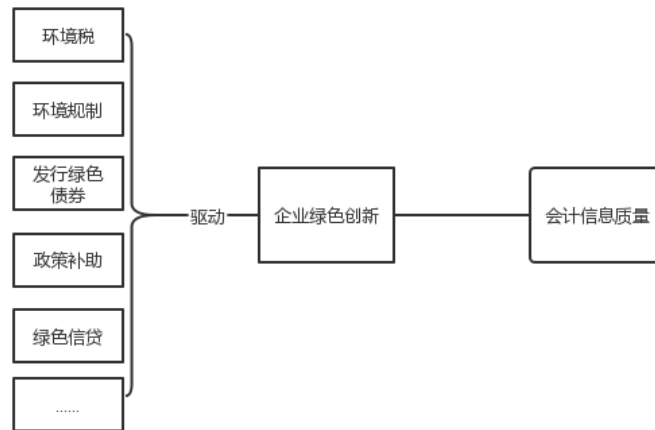 环境税
环境规制
发行绿色
债券
政策补助
绿色信贷
......
驱动
企业绿色创新
会计信息质量